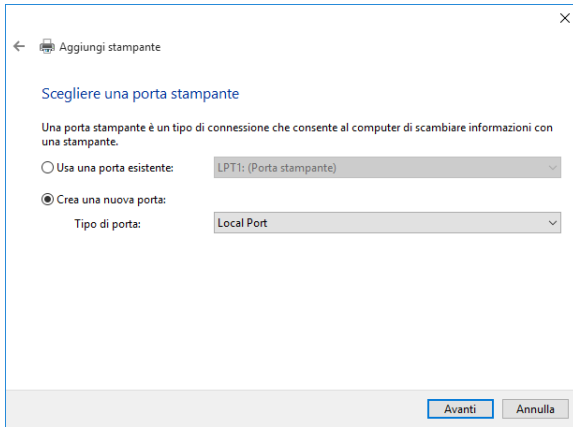 Aggiungi stampante
Scegliere una porta stampante
Una porta stampante è un tipo di connessione che consente al computer di scambiare informazioni con
una stampante.
Usa una porta esistente: LPT1: (Porta stampante)
Crea una nuova porta:
Tipo di porta: Local Port
Avanti Annulla